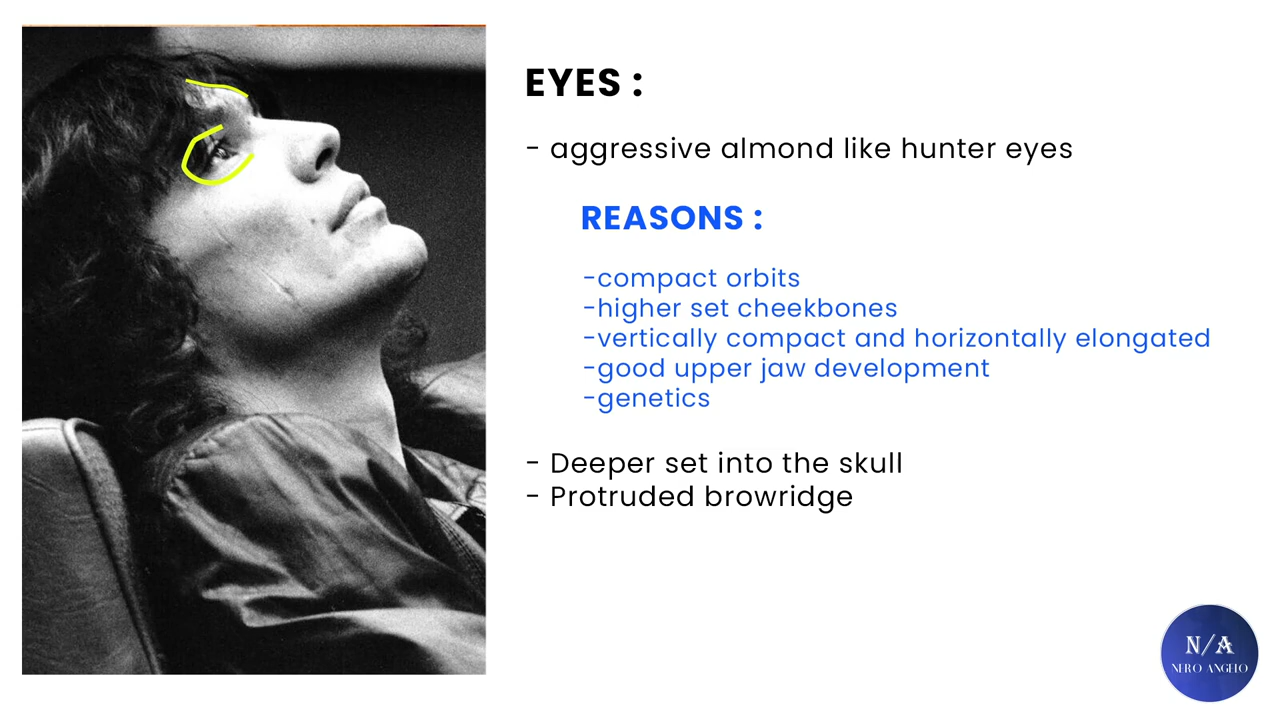 EYES :
- aggressive almond like hunter eyes
REASONS :
-compact orbits
-higher set cheekbones
-vertically compact and horizontally elongated
-good upper jaw development
-genetics
- Deeper set into the skull
- Protruded browridge
N/A
NERO ANGELO